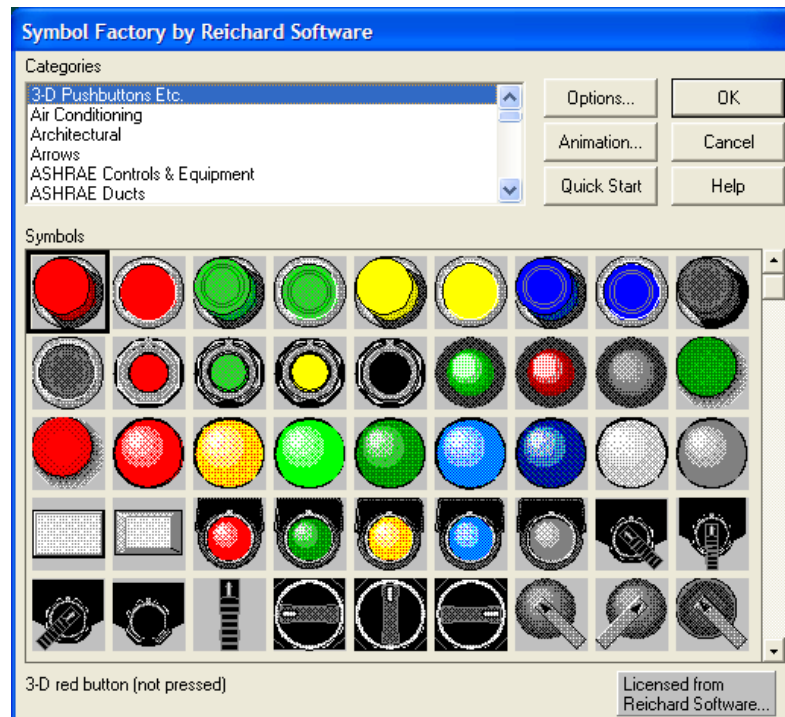 Symbol Factory by Reichard Software
Categories
3-D Pushbuttons Etc.
Air Conditioning
Architectural
Arrows
ASHRAE Controls & Equipment
ASHRAE Ducts
Options...
OK
Animation...
Cancel
Quick Start
Help
Symbols
3-D red button (not pressed)
Licensed from
Reichard Software...